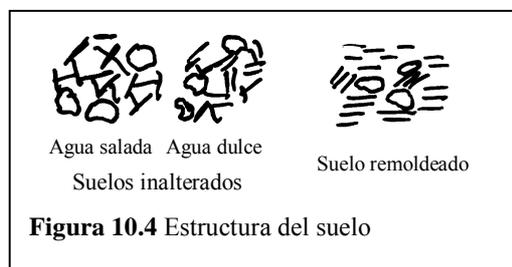 Agua salada Agua dulce
Suelos inalterados
Suelo remoldeado
Figura 10.4 Estructura del suelo